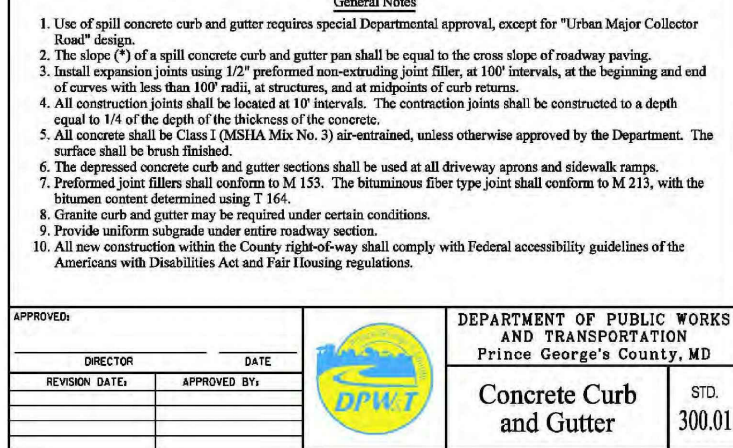 General Notes
1. Use of spill concrete curb and gutter requires special Departmental approval, except for "Urban Major Collector
Road" design.
2. The slope (*) of a spill concrete curb and gutter pan shall be equal to the cross slope of roadway paving.
3. Install expansion joints using 1/2" preformed non-extruding joint filler, at 100' intervals, at the beginning and end
of curves with less than 100' radii, at structures, and at midpoints of curb returns.
4. All construction joints shall be located at 10' intervals. The contraction joints shall be constructed to a depth
equal to 1/4 of the depth of the thickness of the concrete.
5. All concrete shall be Class I (MSHA Mix No. 3) air-entrained, unless otherwise approved by the Department. The
surface shall be brush finished.
6. The depressed concrete curb and gutter sections shall be used at all driveway aprons and sidewalk ramps.
7. Preformed joint fillers shall conform to M 153. The bituminous fiber type joint shall conform to M 213, with the
bitumen content determined using T 164.
8. Granite curb and gutter may be required under certain conditions.
9. Provide uniform subgrade under entire roadway section.
10. All new construction within the County right-of-way shall comply with Federal accessibility guidelines of the
Americans with Disabilities Act and Fair Housing regulations.
APPROVED:
DIRECTOR DATE
REVISION DATE: APPROVED BY:
DPW&T
DEPARTMENT OF PUBLIC WORKS
AND TRANSPORTATION
Prince George's County, MD
Concrete Curb
and Gutter
STD.
300.01